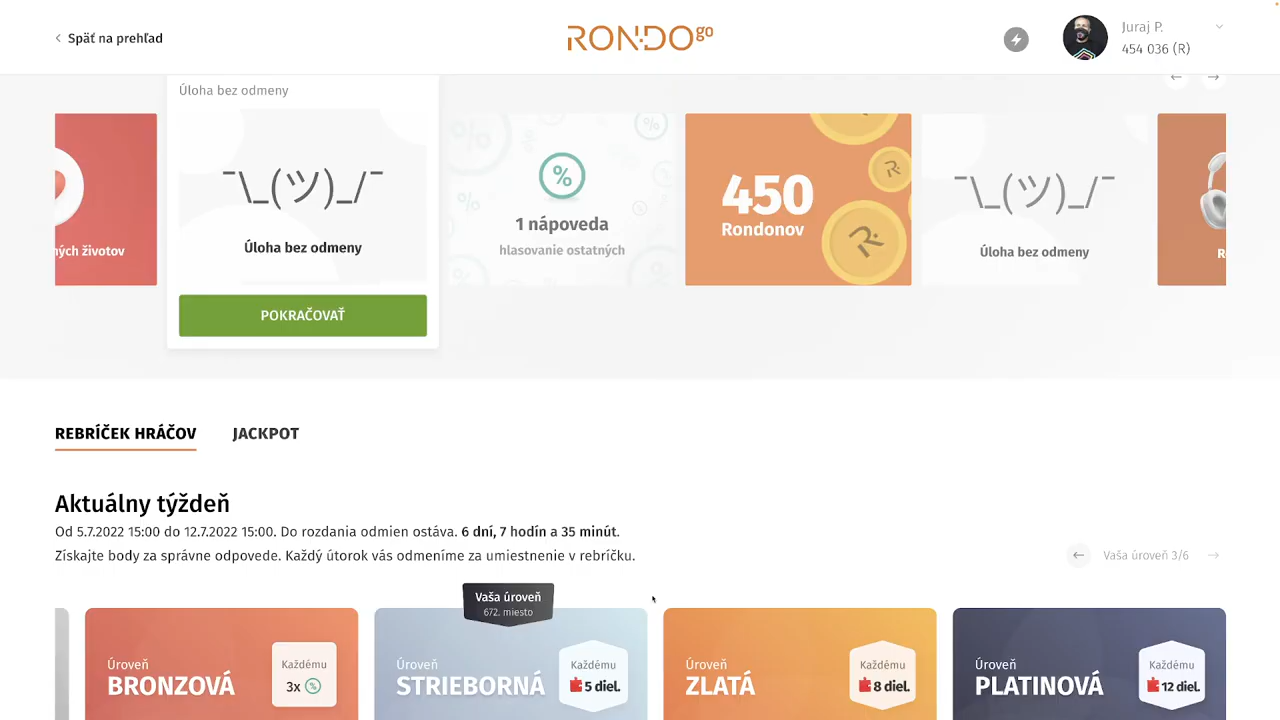 Späť na prehľad
RONDO go
Juraj P.
454 036 (R)
Úloha bez odmeny
¯\_(ツ)_/¯
Úloha bez odmeny
POKRAČOVAŤ
ných životov
%
1 nápoveda
hlasovanie ostatných
450
Rondonov
¯\_(ツ)_/¯
Úloha bez odmeny
R
REBRÍČEK HRÁČOV
JACKPOT
Aktuálny týždeň
Od 5.7.2022 15:00 do 12.7.2022 15:00. Do rozdania odmien ostáva. 6 dní, 7 hodín a 35 minút.
Získajte body za správne odpovede. Každý útorok vás odmeníme za umiestnenie v rebríčku.
Vaša úroveň 3/6
Vaša úroveň
672. miesto
Úroveň
BRONZOVÁ
Každému
3x %
Úroveň
STRIEBORNÁ
Každému
5 diel.
Úroveň
ZLATÁ
Každému
8 diel.
Úroveň
PLATINOVÁ
Každému
12 diel.